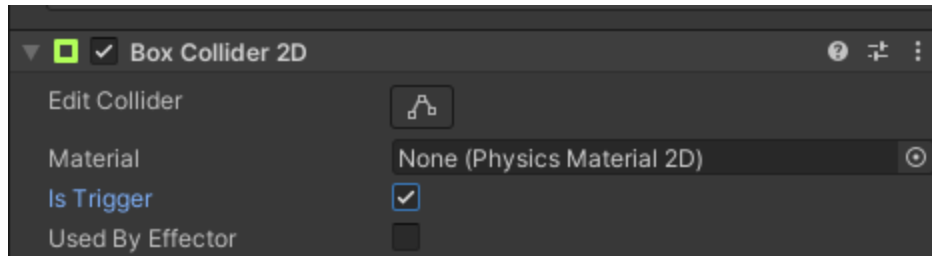 Box Collider 2D
Edit Collider
Material None (Physics Material 2D)
Is Trigger
Used By Effector